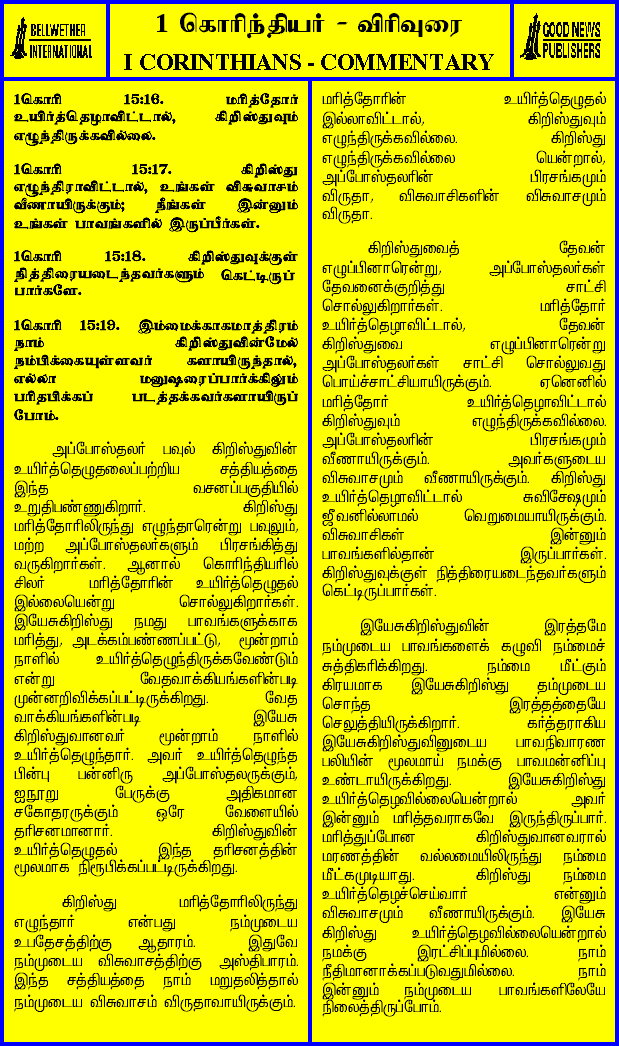 BELLWETHER
INTERNATIONAL
1 கொரிந்தியர் - விரிவுரை
I CORINTHIANS - COMMENTARY
GOOD NEWS
PUBLISHERS
1கொரி 15:16. மரித்தோர்
உயிர்த்தெழாவிட்டால், கிறிஸ்துவும்
எழுந்திருக்கவில்லை.
1கொரி 15:17. கிறிஸ்து
எழுந்திராவிட்டால், உங்கள் விசுவாசம்
வீணாயிருக்கும்; நீங்கள் இன்னும்
உங்கள் பாவங்களில் இருப்பீர்கள்.
1கொரி 15:18. கிறிஸ்துவுக்குள்
நித்திரையடைந்தவர்களும் கெட்டிருப்
பார்களே.
1கொரி 15:19. இம்மைக்காகமாத்திரம்
நாம் கிறிஸ்துவின்மேல்
நம்பிக்கையுள்ளவர் களாயிருந்தால்,
எல்லா மனுஷரைப்பார்க்கிலும்
பரிதபிக்கப் படத்தக்கவர்களாயிருப்
போம்.
அப்போஸ்தலர் பவுல் கிறிஸ்துவின்
உயிர்த்தெழுதலைப்பற்றிய சத்தியத்தை
இந்த வசனப்பகுதியில்
உறுதிபண்ணுகிறார். கிறிஸ்து
மரித்தோரிலிருந்து எழுந்தாரென்று பவுலும்,
மற்ற அப்போஸ்தலர்களும் பிரசங்கித்து
வருகிறார்கள். ஆனால் கொரிந்தியரில்
சிலர் மரித்தோரின் உயிர்த்தெழுதல்
இல்லையென்று சொல்லுகிறார்கள்.
இயேசுகிறிஸ்து நமது பாவங்களுக்காக
மரித்து, அடக்கம்பண்ணப்பட்டு, மூன்றாம்
நாளில் உயிர்த்தெழுந்திருக்கவேண்டும்
என்று வேதவாக்கியங்களின்படி
முன்னறிவிக்கப்பட்டிருக்கிறது. வேத
வாக்கியங்களின்படி இயேசு
கிறிஸ்துவானவர் மூன்றாம் நாளில்
உயிர்த்தெழுந்தார். அவர் உயிர்த்தெழுந்த
பின்பு பன்னிரு அப்போஸ்தலருக்கும்,
ஐநூறு பேருக்கு அதிகமான
சகோதரருக்கும் ஒரே வேளையில்
தரிசனமானார். கிறிஸ்துவின்
உயிர்த்தெழுதல் இந்த தரிசனத்தின்
மூலமாக நிரூபிக்கப்பட்டிருக்கிறது.
கிறிஸ்து மரித்தோரிலிருந்து
எழுந்தார் என்பது நம்முடைய
உபதேசத்திற்கு ஆதாரம். இதுவே
நம்முடைய விசுவாசத்திற்கு அஸ்திபாரம்.
இந்த சத்தியத்தை நாம் மறுதலித்தால்
நம்முடைய விசுவாசம் விருதாவாயிருக்கும்.
மரித்தோரின் உயிர்த்தெழுதல்
இல்லாவிட்டால், கிறிஸ்துவும்
எழுந்திருக்கவில்லை. கிறிஸ்து
எழுந்திருக்கவில்லை யென்றால்,
அப்போஸ்தலரின் பிரசங்கமும்
விருதா, விசுவாசிகளின் விசுவாசமும்
விருதா.
கிறிஸ்துவைத் தேவன்
எழுப்பினாரென்று, அப்போஸ்தலர்கள்
தேவனைக்குறித்து சாட்சி
சொல்லுகிறார்கள். மரித்தோர்
உயிர்த்தெழாவிட்டால், தேவன்
கிறிஸ்துவை எழுப்பினாரென்று
அப்போஸ்தலர்கள் சாட்சி சொல்லுவது
பொய்ச்சாட்சியாயிருக்கும். ஏனெனில்
மரித்தோர் உயிர்த்தெழாவிட்டால்
கிறிஸ்துவும் எழுந்திருக்கவில்லை.
அப்போஸ்தலரின் பிரசங்கமும்
வீணாயிருக்கும். அவர்களுடைய
விசுவாசமும் வீணாயிருக்கும். கிறிஸ்து
உயிர்த்தெழாவிட்டால் சுவிசேஷமும்
ஜீவனில்லாமல் வெறுமையாயிருக்கும்.
விசுவாசிகள் இன்னும்
பாவங்களில்தான் இருப்பார்கள்.
கிறிஸ்துவுக்குள் நித்திரையடைந்தவர்களும்
கெட்டிருப்பார்கள்.
இயேசுகிறிஸ்துவின் இரத்தமே
நம்முடைய பாவங்களைக் கழுவி நம்மைச்
சுத்திகரிக்கிறது. நம்மை மீட்கும்
கிரயமாக இயேசுகிறிஸ்து தம்முடைய
சொந்த இரத்தத்தையே
செலுத்தியிருக்கிறார். கர்த்தராகிய
இயேசுகிறிஸ்துவினுடைய பாவநிவாரண
பலியின் மூலமாய் நமக்கு பாவமன்னிப்பு
உண்டாயிருக்கிறது. இயேசுகிறிஸ்து
உயிர்த்தெழவில்லையென்றால் அவர்
இன்னும் மரித்தவராகவே இருந்திருப்பார்.
மரித்துப்போன கிறிஸ்துவானவரால்
மரணத்தின் வல்லமையிலிருந்து நம்மை
மீட்கமுடியாது. கிறிஸ்து நம்மை
உயிர்த்தெழச்செய்வார் என்னும்
விசுவாசமும் வீணாயிருக்கும். இயேசு
கிறிஸ்து உயிர்த்தெழவில்லையென்றால்
நமக்கு இரட்சிப்புமில்லை. நாம்
நீதிமானாக்கப்படுவதுமில்லை. நாம்
இன்னும் நம்முடைய பாவங்களிலேயே
நிலைத்திருப்போம்.